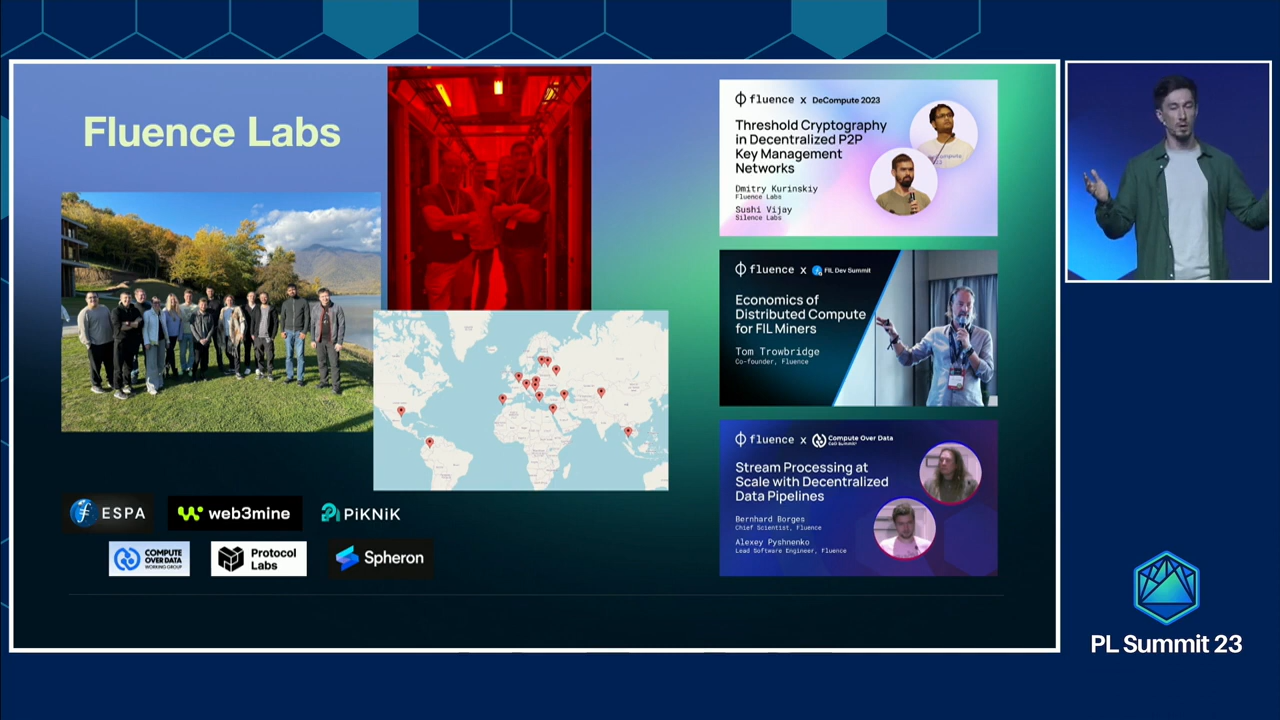 Fluence Labs
ESPA
web3mine
PiKNiK
COMPUTE
OVER DATA
WORKING GROUP
Protocol
Labs
Spheron
fluence x DeCompute 2023
Threshold Cryptography
in Decentralized P2P
Key Management
Networks
Dmitry Kurinskiy
Fluence Labs
Sushi Vijay
Silence Labs
fluence x FIL Dev Summit
Economics of
Distributed Compute
for FIL Miners
Tom Trowbridge
Co-founder, Fluence
fluence x Compute Over Data
Stream Processing at
Scale with Decentralized
Data Pipelines
Bernhard Borges
Chief Scientist, Fluence
Alexey Pyshnenko
Lead Software Engineer, Fluence
PL Summit 23